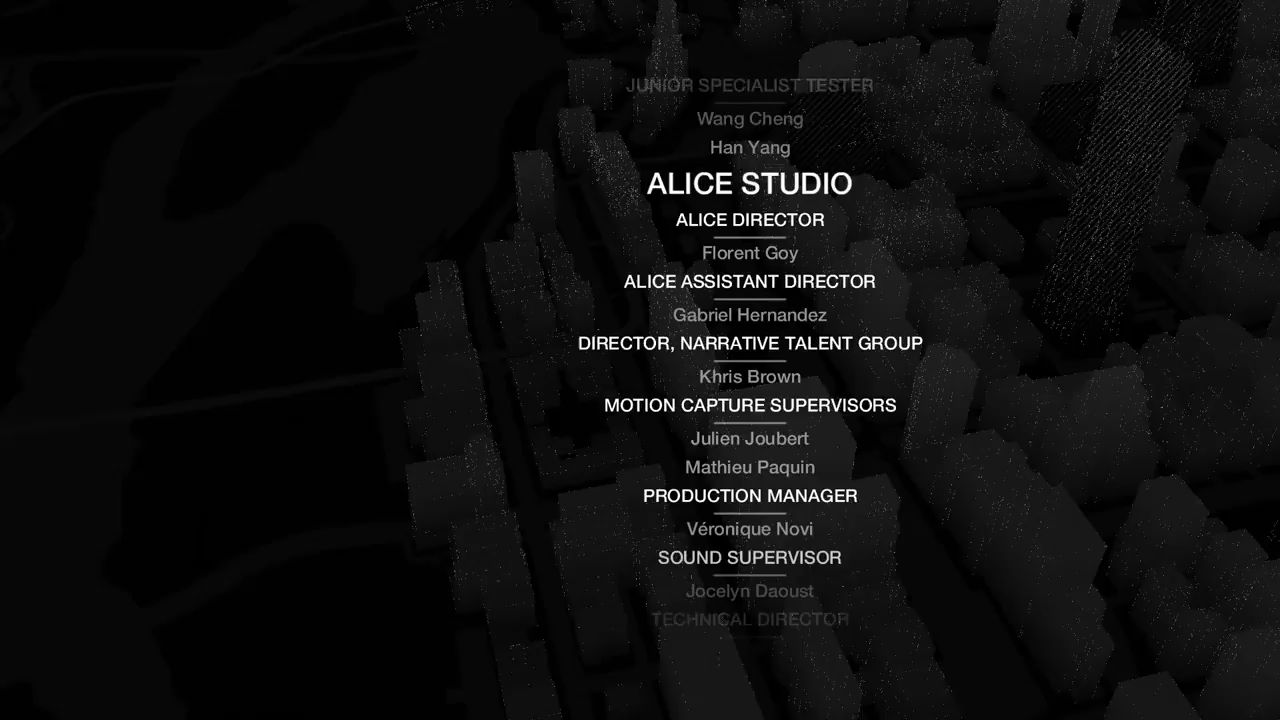 JUNIOR SPECIALIST TESTER
Wang Cheng
Han Yang
ALICE STUDIO
ALICE DIRECTOR
Florent Goy
ALICE ASSISTANT DIRECTOR
Gabriel Hernandez
DIRECTOR, NARRATIVE TALENT GROUP
Khris Brown
MOTION CAPTURE SUPERVISORS
Julien Joubert
Mathieu Paquin
PRODUCTION MANAGER
Véronique Novi
SOUND SUPERVISOR
Jocelyn Daoust
TECHNICAL DIRECTOR